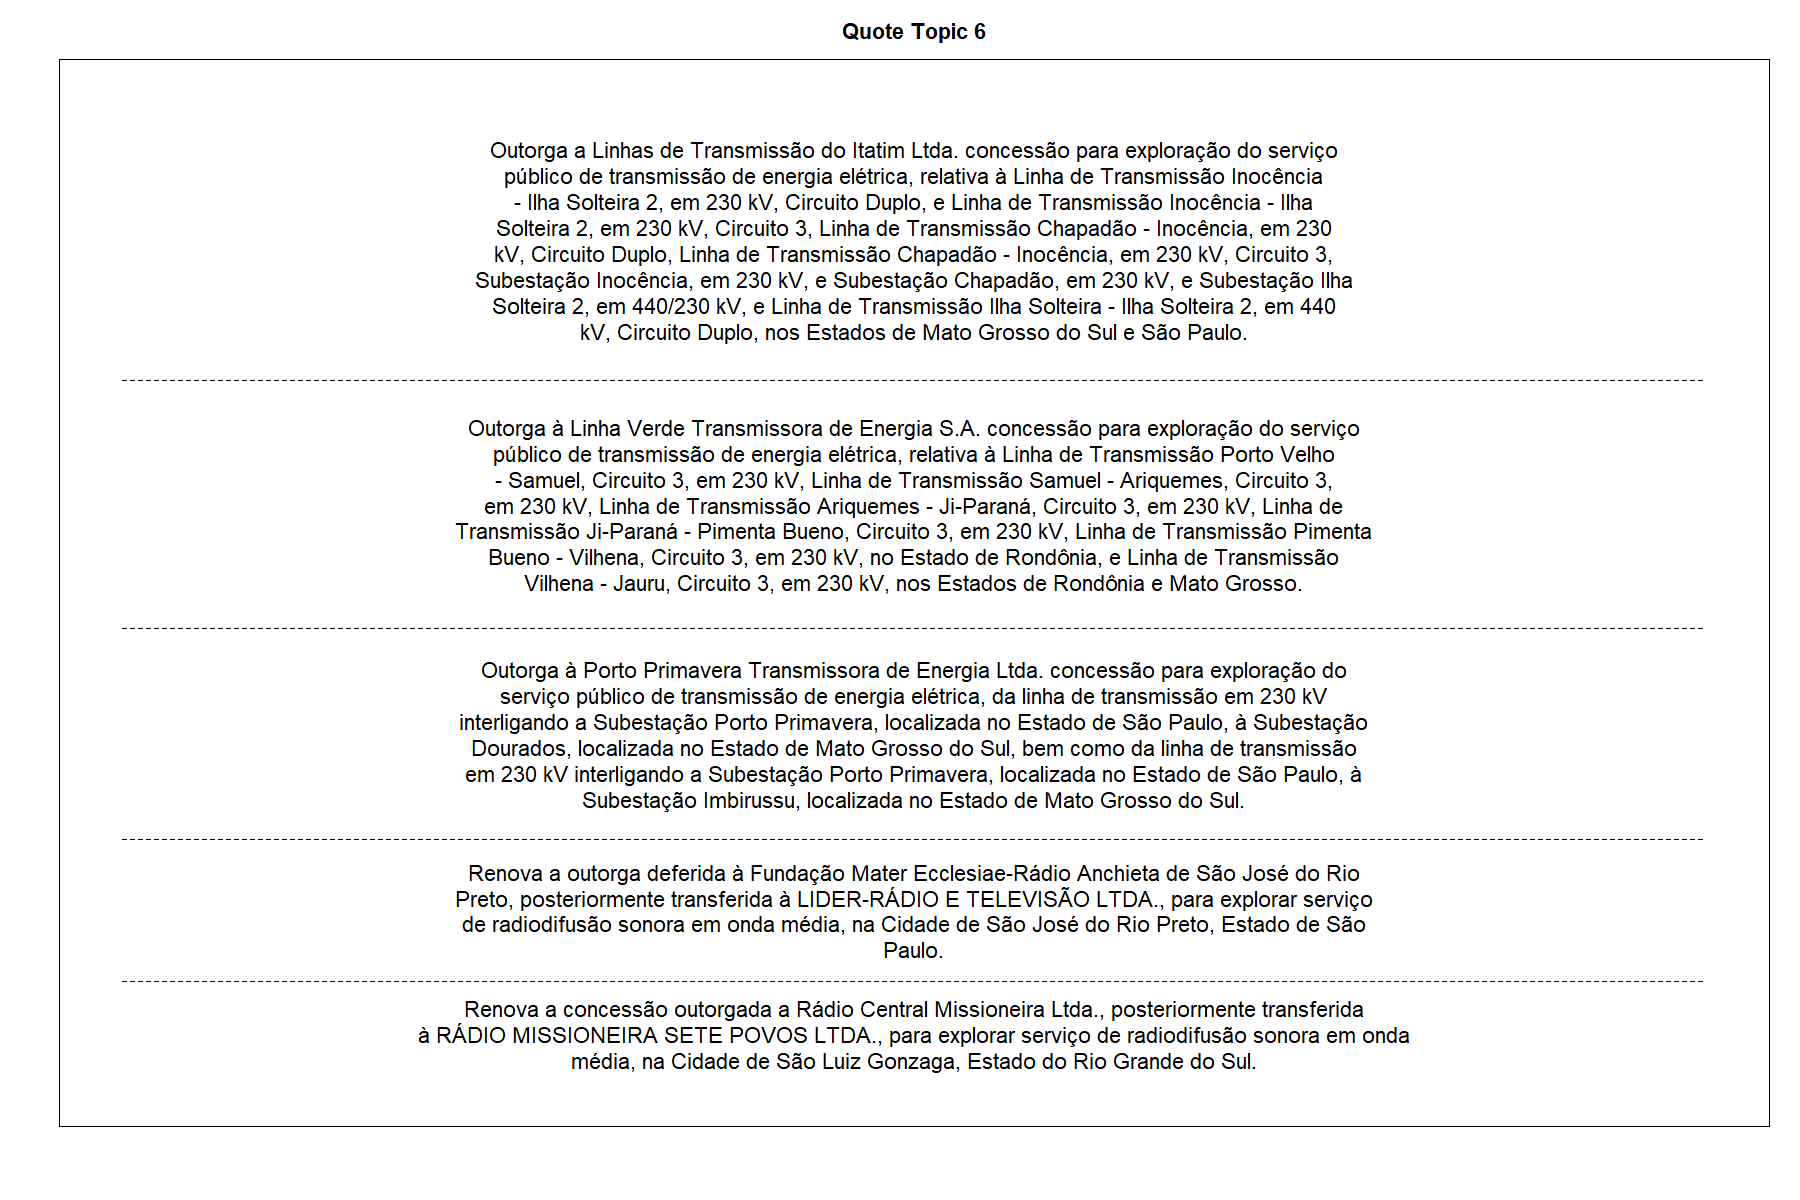 Quote Topic 6
Outorga a Linhas de Transmissão do Itatim Ltda. concessão para exploração do serviço
público de transmissão de energia elétrica, relativa à Linha de Transmissão Inocência
- Ilha Solteira 2, em 230 kV, Circuito Duplo, e Linha de Transmissão Inocência - Ilha
Solteira 2, em 230 kV, Circuito 3, Linha de Transmissão Chapadão - Inocência, em 230
kV, Circuito Duplo, Linha de Transmissão Chapadão - Inocência, em 230 kV, Circuito 3,
Subestação Inocência, em 230 kV, e Subestação Chapadão, em 230 kV, e Subestação Ilha
Solteira 2, em 440/230 kV, e Linha de Transmissão Ilha Solteira - Ilha Solteira 2, em 440
kV, Circuito Duplo, nos Estados de Mato Grosso do Sul e São Paulo.
Outorga à Linha Verde Transmissora de Energia S.A. concessão para exploração do serviço
público de transmissão de energia elétrica, relativa à Linha de Transmissão Porto Velho
- Samuel, Circuito 3, em 230 kV, Linha de Transmissão Samuel - Ariquemes, Circuito 3,
em 230 kV, Linha de Transmissão Ariquemes - Ji-Paraná, Circuito 3, em 230 kV, Linha de
Transmissão Ji-Paraná - Pimenta Bueno, Circuito 3, em 230 kV, Linha de Transmissão Pimenta
Bueno - Vilhena, Circuito 3, em 230 kV, no Estado de Rondônia, e Linha de Transmissão
Vilhena - Jauru, Circuito 3, em 230 kV, nos Estados de Rondônia e Mato Grosso.
Outorga à Porto Primavera Transmissora de Energia Ltda. concessão para exploração do
serviço público de transmissão de energia elétrica, da linha de transmissão em 230 kV
interligando a Subestação Porto Primavera, localizada no Estado de São Paulo, à Subestação
Dourados, localizada no Estado de Mato Grosso do Sul, bem como da linha de transmissão
em 230 kV interligando a Subestação Porto Primavera, localizada no Estado de São Paulo, à
Subestação Imbirussu, localizada no Estado de Mato Grosso do Sul.
Renova a outorga deferida à Fundação Mater Ecclesiae-Rádio Anchieta de São José do Rio
Preto, posteriormente transferida à LIDER-RÁDIO E TELEVISÃO LTDA., para explorar serviço
de radiodifusão sonora em onda média, na Cidade de São José do Rio Preto, Estado de São
Paulo.
Renova a concessão outorgada a Rádio Central Missioneira Ltda., posteriormente transferida
à RÁDIO MISSIONEIRA SETE POVOS LTDA., para explorar serviço de radiodifusão sonora em onda
média, na Cidade de São Luiz Gonzaga, Estado do Rio Grande do Sul.